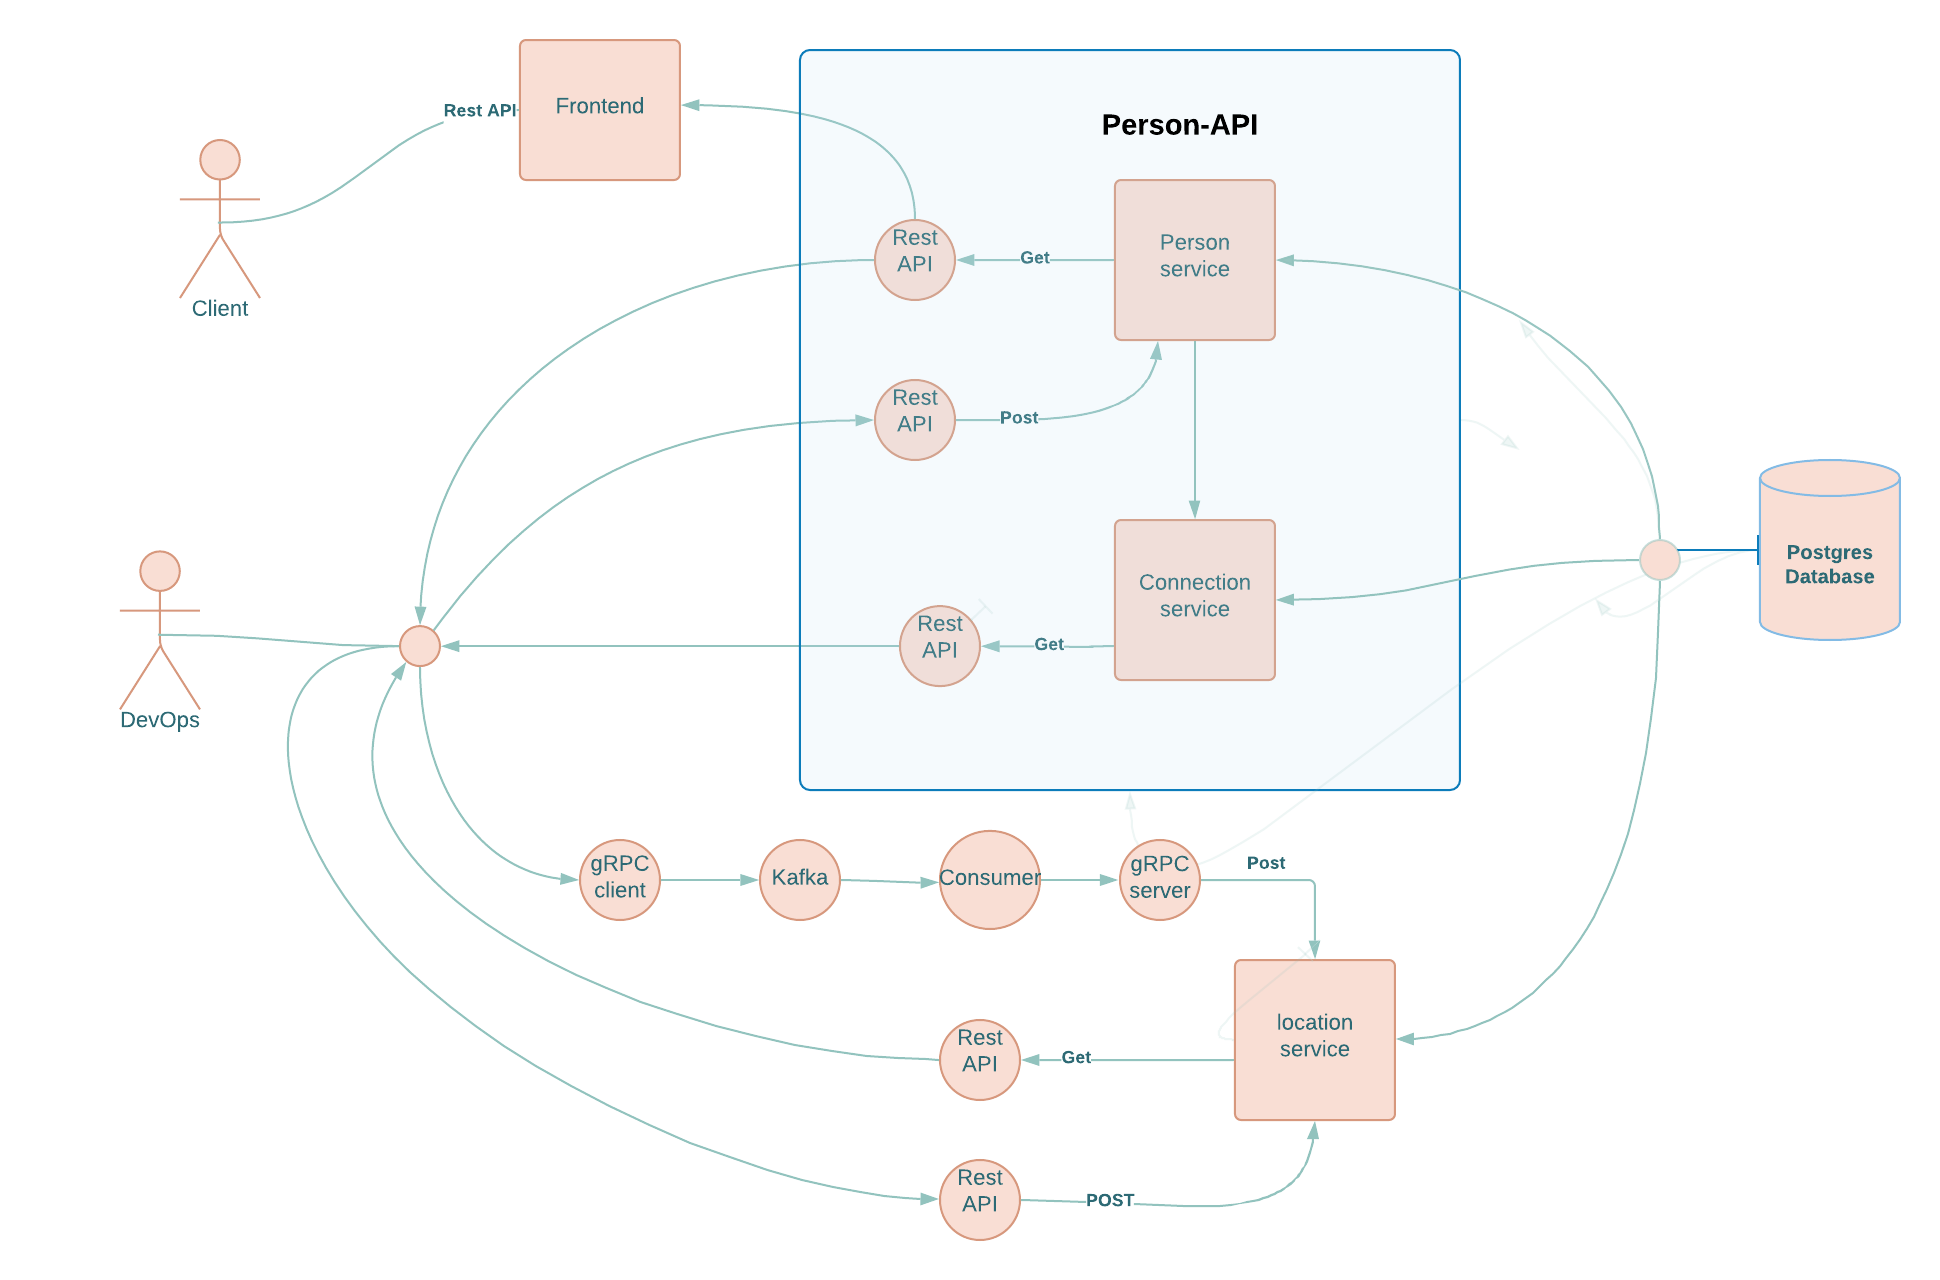 Rest API
Frontend
Person-API
Client
Rest
API
Get
Person
service
Rest
API
Post
Postgres
Database
Connection
service
Rest
API
Get
DevOps
gRPC
client
Kafka
Consumer
gRPC
server
Post
location
service
Rest
API
Get
Rest
API
POST